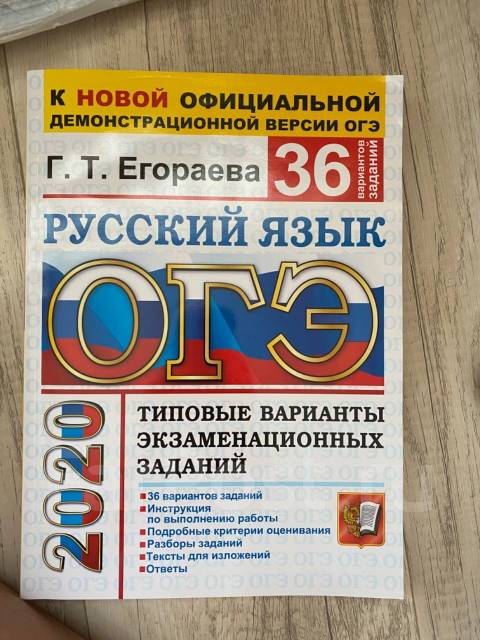 К НОВОЙ ОФИЦИАЛЬНОЙ
ДЕМОНСТРАЦИОННОЙ ВЕРСИИ ОГЭ
Г. Т. Егораева
36
вариантов
заданий
РУССКИЙ ЯЗЫК
ОГЭ
2020
ТИПОВЫЕ ВАРИАНТЫ
ЭКЗАМЕНАЦИОННЫХ
ЗАДАНИЙ
36 вариантов заданий
Инструкция
по выполнению работы
Подробные критерии оценивания
Разборы заданий
Тексты для изложений
Ответы